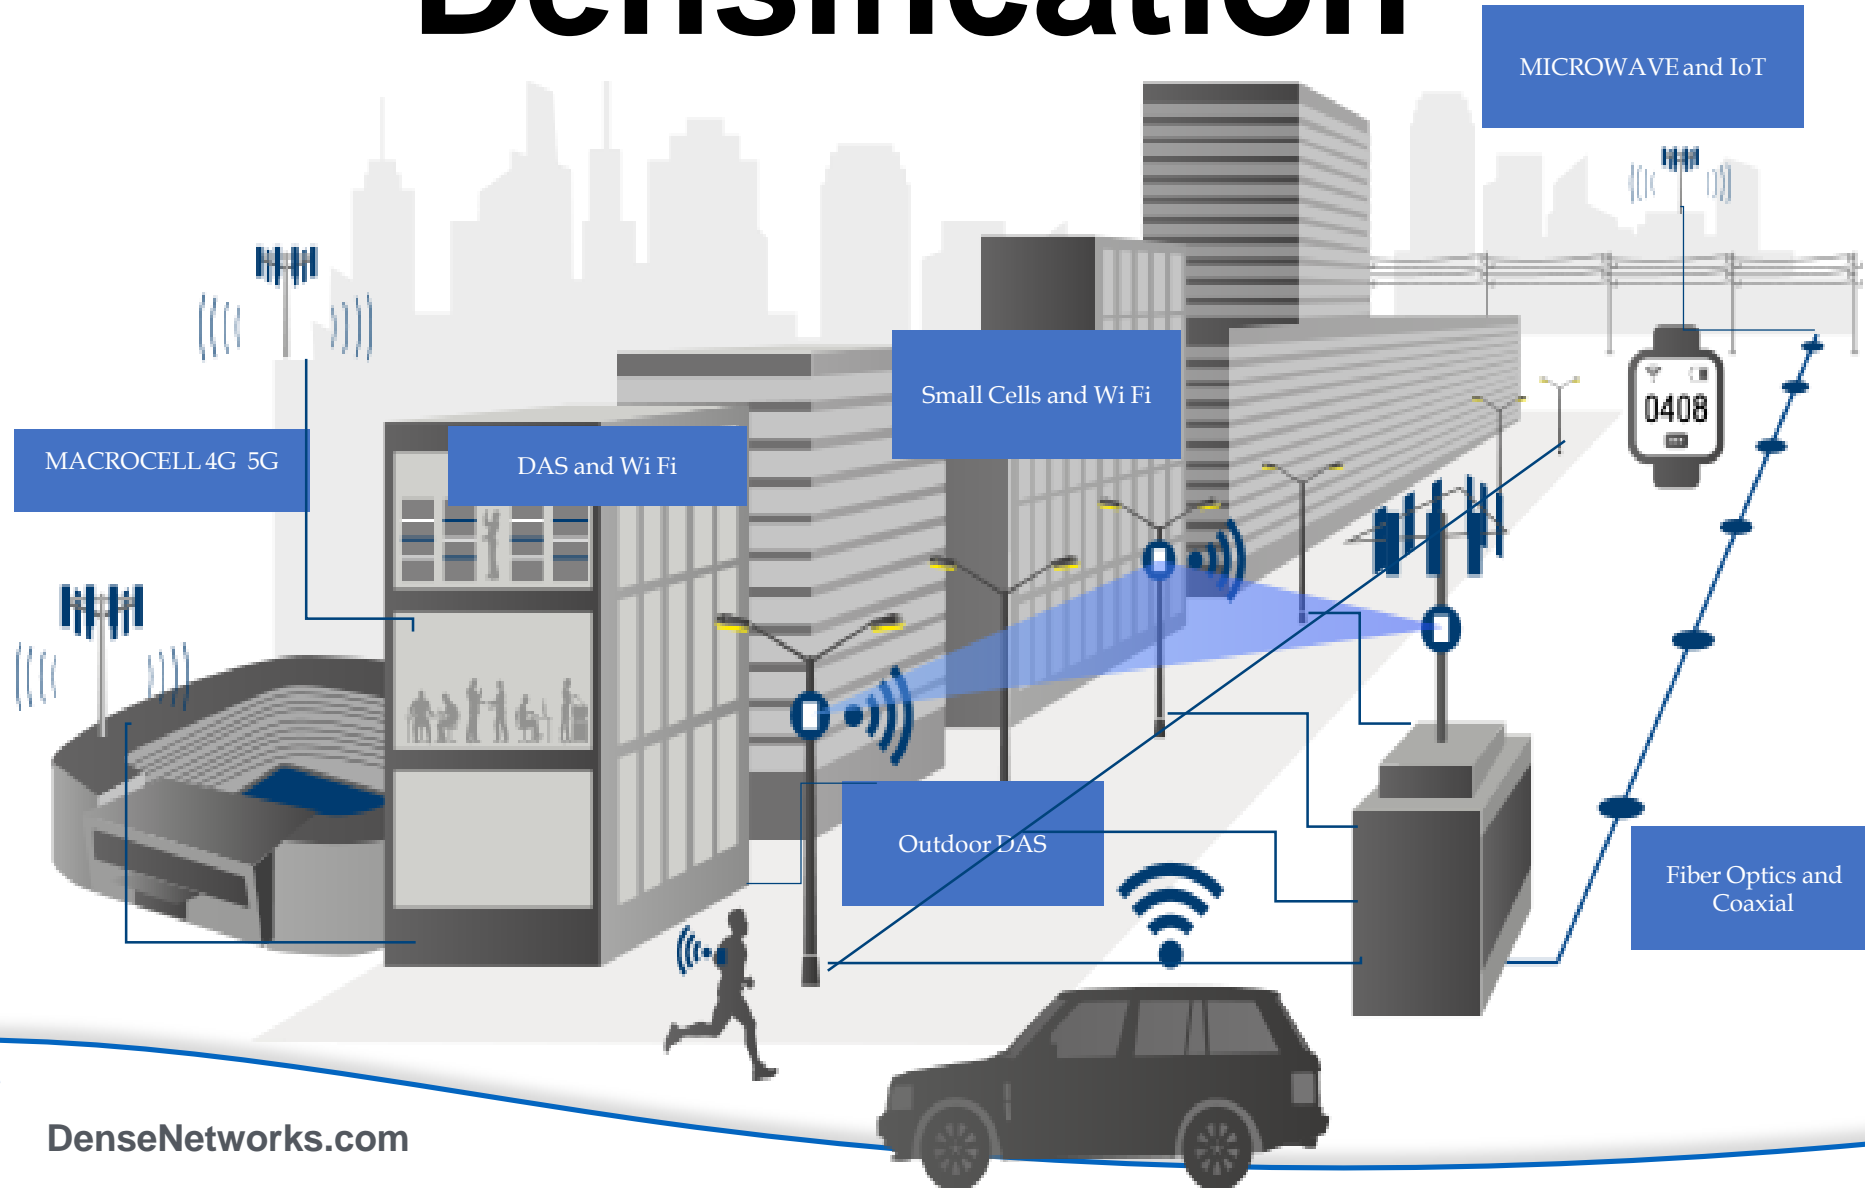 Densification
MICROWAVE and IoT
MACROCELL 4G  5G
DAS and Wi Fi
Small Cells and Wi Fi
0408
Outdoor DAS
Fiber Optics and
Coaxial
DenseNetworks.com